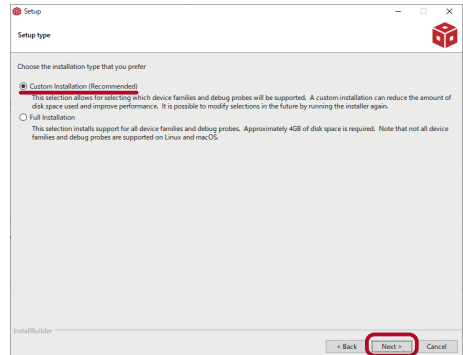 Setup
Setup type
Choose the installation type that you prefer
Custom Installation (Recommended)
This selection allows for selecting which device families and debug probes will be supported. A custom installation can reduce the amount of
disk space used and improve performance. It is possible to modify selections in the future by running the installer again.
Full Installation
This selection installs support for all device families and debug probes. Approximately 4GB of disk space is required. Note that not all device
families and debug probes are supported on Linux and macOS.
InstallBuilder
< Back Next > Cancel